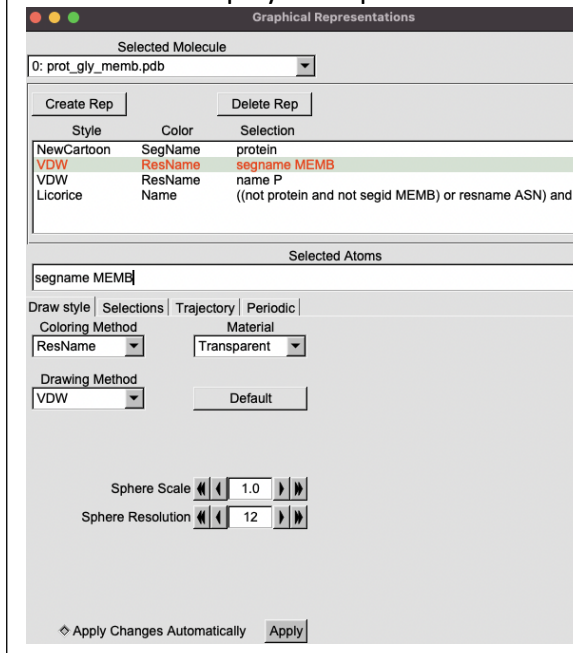 Graphical Representations
Selected Molecule
0: prot_gly_memb.pdb
Create Rep Delete Rep
Style Color Selection
NewCartoon SegName protein
VDW ResName segname MEMB
VDW ResName name P
Licorice Name ((not protein and not segid MEMB) or resname ASN) and
Selected Atoms
segname MEMB
Draw style Selections Trajectory Periodic
Coloring Method Material
ResName Transparent
Drawing Method
VDW Default
Sphere Scale 1.0
Sphere Resolution 12
Apply Changes Automatically Apply